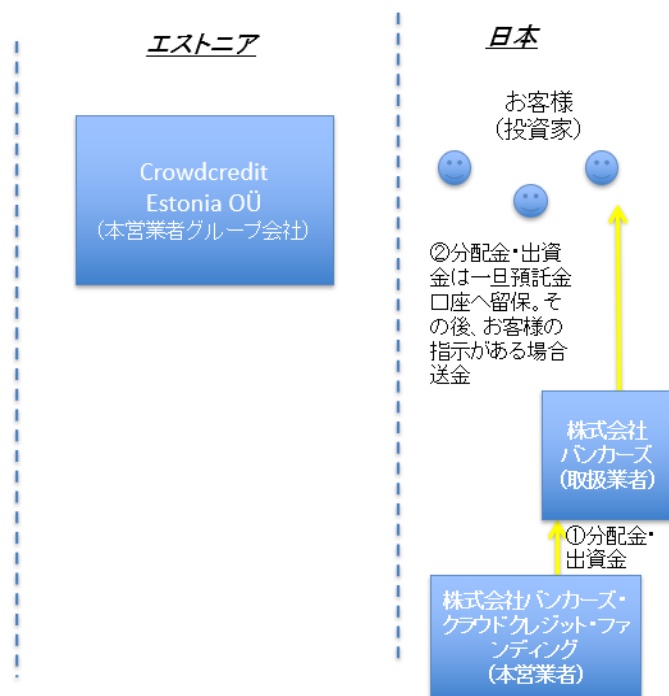 エストニア
Crowdcredit
Estonia OÜ
(本営業者グループ会社)
日本
お客様
(投資家)
②分配金・出資
金は一旦預託金
口座へ留保。そ
の後、お客様の
指示がある場合
送金
株式会社
バンカーズ
(取扱業者)
①分配金・
出資金
株式会社バンカーズ・
クラウドクレジット・ファ
ンディング
(本営業者)